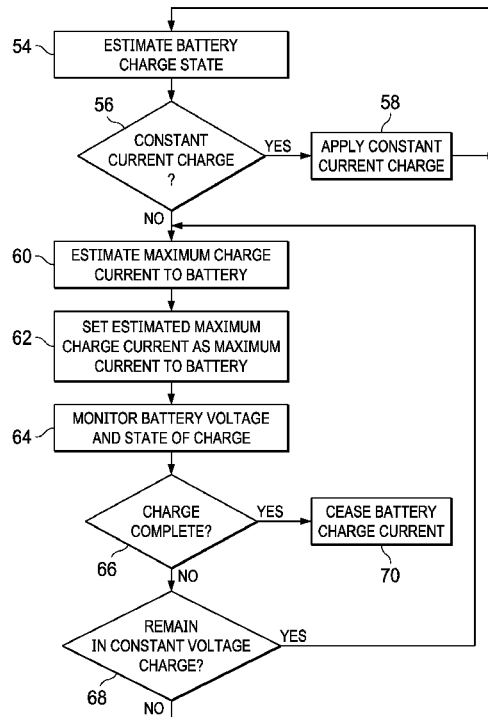 54
ESTIMATE BATTERY
CHARGE STATE
56
CONSTANT
CURRENT CHARGE
?
YES
58
APPLY CONSTANT
CURRENT CHARGE
NO
60
ESTIMATE MAXIMUM CHARGE
CURRENT TO BATTERY
62
SET ESTIMATED MAXIMUM
CHARGE CURRENT AS MAXIMUM
CURRENT TO BATTERY
64
MONITOR BATTERY VOLTAGE
AND STATE OF CHARGE
CHARGE
COMPLETE?
66
YES
CEASE BATTERY
CHARGE CURRENT
70
NO
REMAIN
IN CONSTANT VOLTAGE
CHARGE?
68
YES
NO